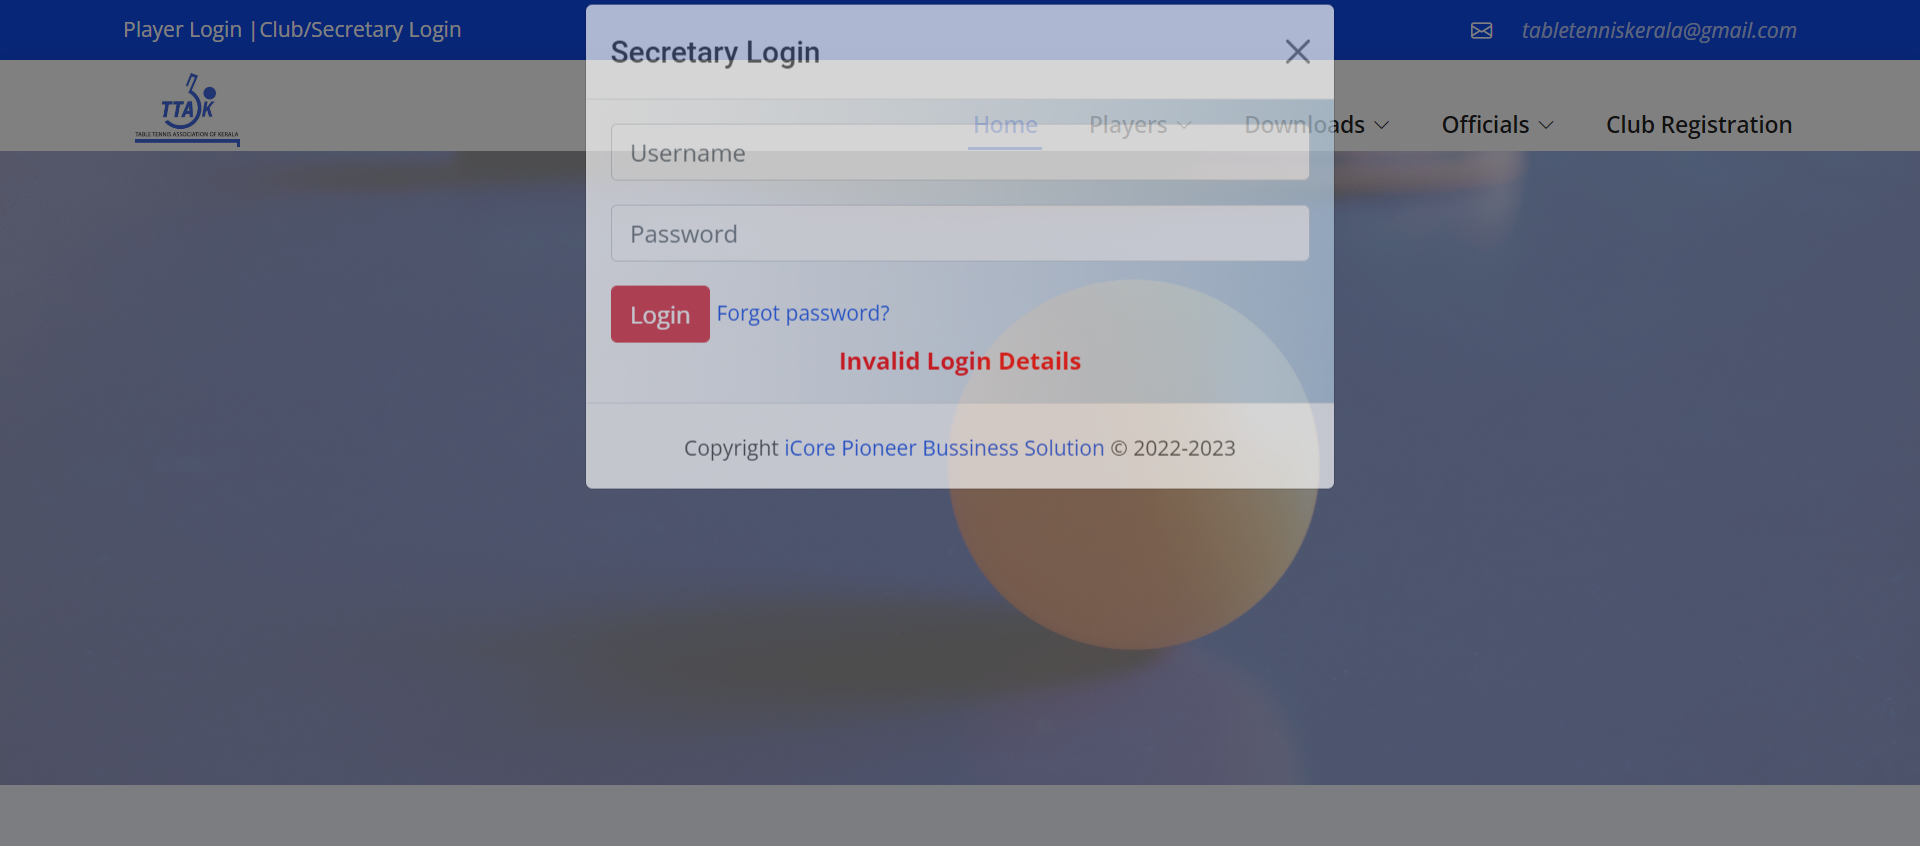 Player Login |Club/Secretary Login
tabletenniskerala@gmail.com
TTASK
TABLE TENNIS ASSOCIATION OF KERALA
Home
Players
Downloads
Officials
Club Registration
Secretary Login
Username
Password
Login Forgot password?
Invalid Login Details
Copyright iCore Pioneer Bussiness Solution © 2022-2023